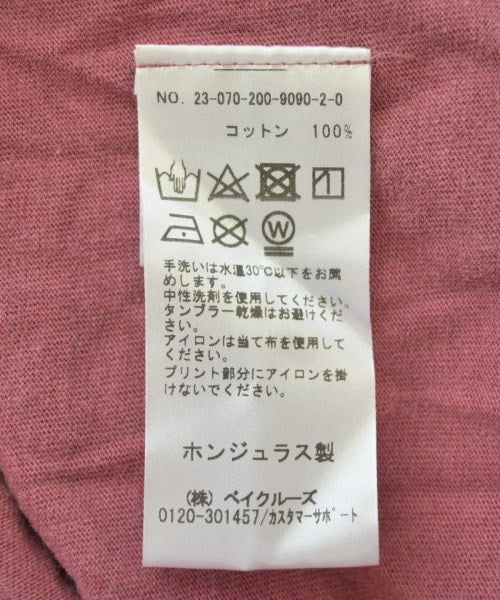 NO. 23-070-200-9090-2-0
コットン 100%
手洗いは水温30℃以下をお薦
めします。
中性洗剤を使用してください。
タンブラー乾燥はお避けくださ
い。
アイロンは当て布を使用して
ください。
プリント部分にアイロンを掛
けないでください。
ホンジュラス製
(株) ベイクルーズ
0120-301457/カスタマーサポート